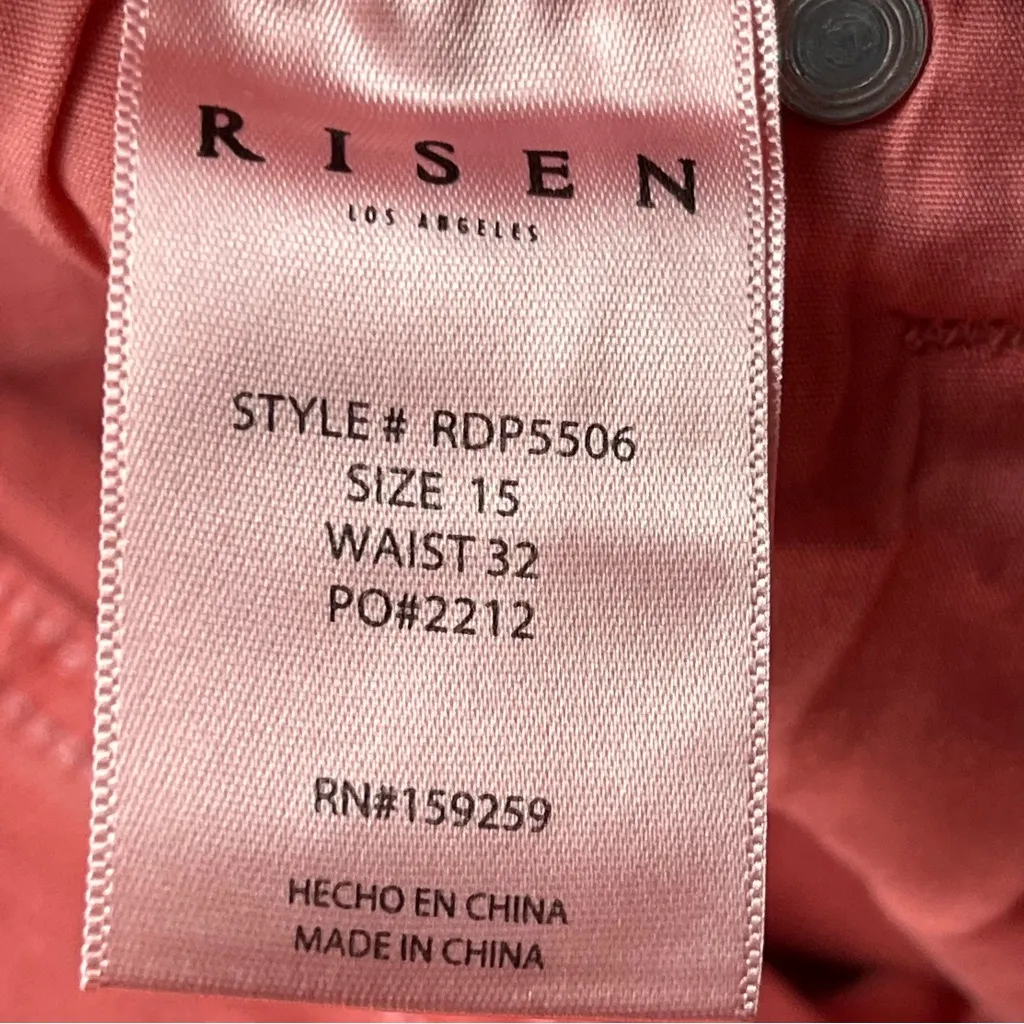 RISEN
LOS ANGELES
STYLE # RDP5506
SIZE 15
WAIST 32
PO#2212
RN#159259
HECHO EN CHINA
MADE IN CHINA